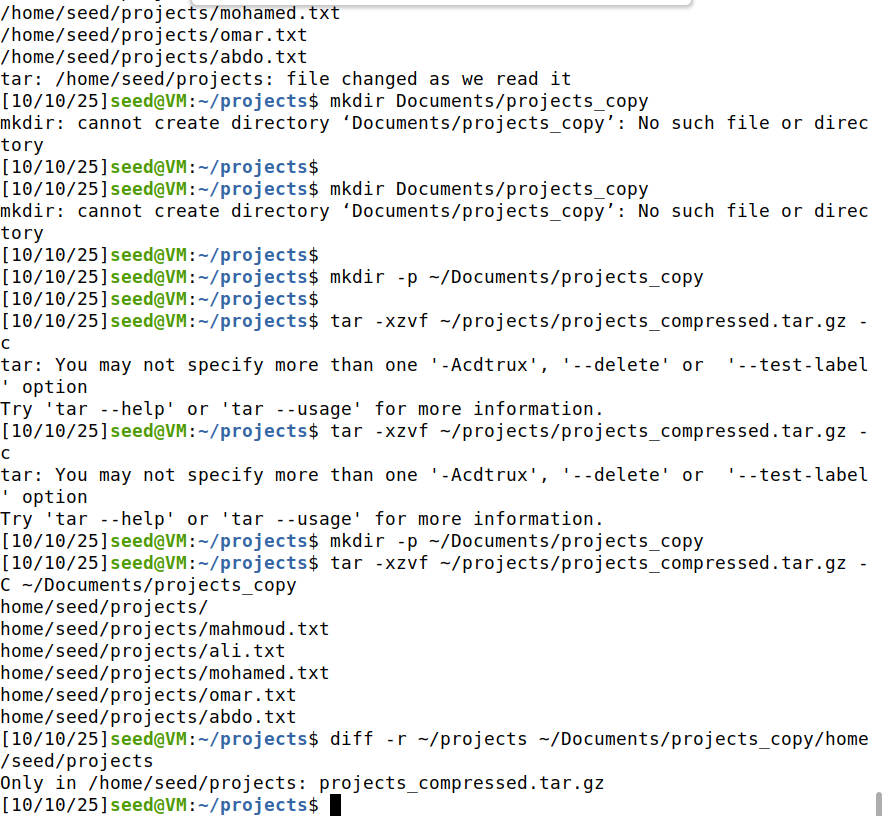 /home/seed/projects/mohamed.txt
/home/seed/projects/omar.txt
/home/seed/projects/abdo.txt
tar: /home/seed/projects: file changed as we read it
[10/10/25]seed@VM:~/projects$ mkdir Documents/projects_copy
mkdir: cannot create directory ‘Documents/projects_copy’: No such file or direc
tory
[10/10/25]seed@VM:~/projects$
[10/10/25]seed@VM:~/projects$ mkdir Documents/projects_copy
mkdir: cannot create directory ‘Documents/projects_copy’: No such file or direc
tory
[10/10/25]seed@VM:~/projects$
[10/10/25]seed@VM:~/projects$ mkdir -p ~/Documents/projects_copy
[10/10/25]seed@VM:~/projects$
[10/10/25]seed@VM:~/projects$ tar -xzvf ~/projects/projects_compressed.tar.gz -
c
tar: You may not specify more than one '-Acdtrux', '--delete' or  '--test-label
' option
Try 'tar --help' or 'tar --usage' for more information.
[10/10/25]seed@VM:~/projects$ tar -xzvf ~/projects/projects_compressed.tar.gz -
c
tar: You may not specify more than one '-Acdtrux', '--delete' or  '--test-label
' option
Try 'tar --help' or 'tar --usage' for more information.
[10/10/25]seed@VM:~/projects$ mkdir -p ~/Documents/projects_copy
[10/10/25]seed@VM:~/projects$ tar -xzvf ~/projects/projects_compressed.tar.gz -
C ~/Documents/projects_copy
home/seed/projects/
home/seed/projects/mahmoud.txt
home/seed/projects/ali.txt
home/seed/projects/mohamed.txt
home/seed/projects/omar.txt
home/seed/projects/abdo.txt
[10/10/25]seed@VM:~/projects$ diff -r ~/projects ~/Documents/projects_copy/home
/seed/projects
Only in /home/seed/projects: projects_compressed.tar.gz
[10/10/25]seed@VM:~/projects$